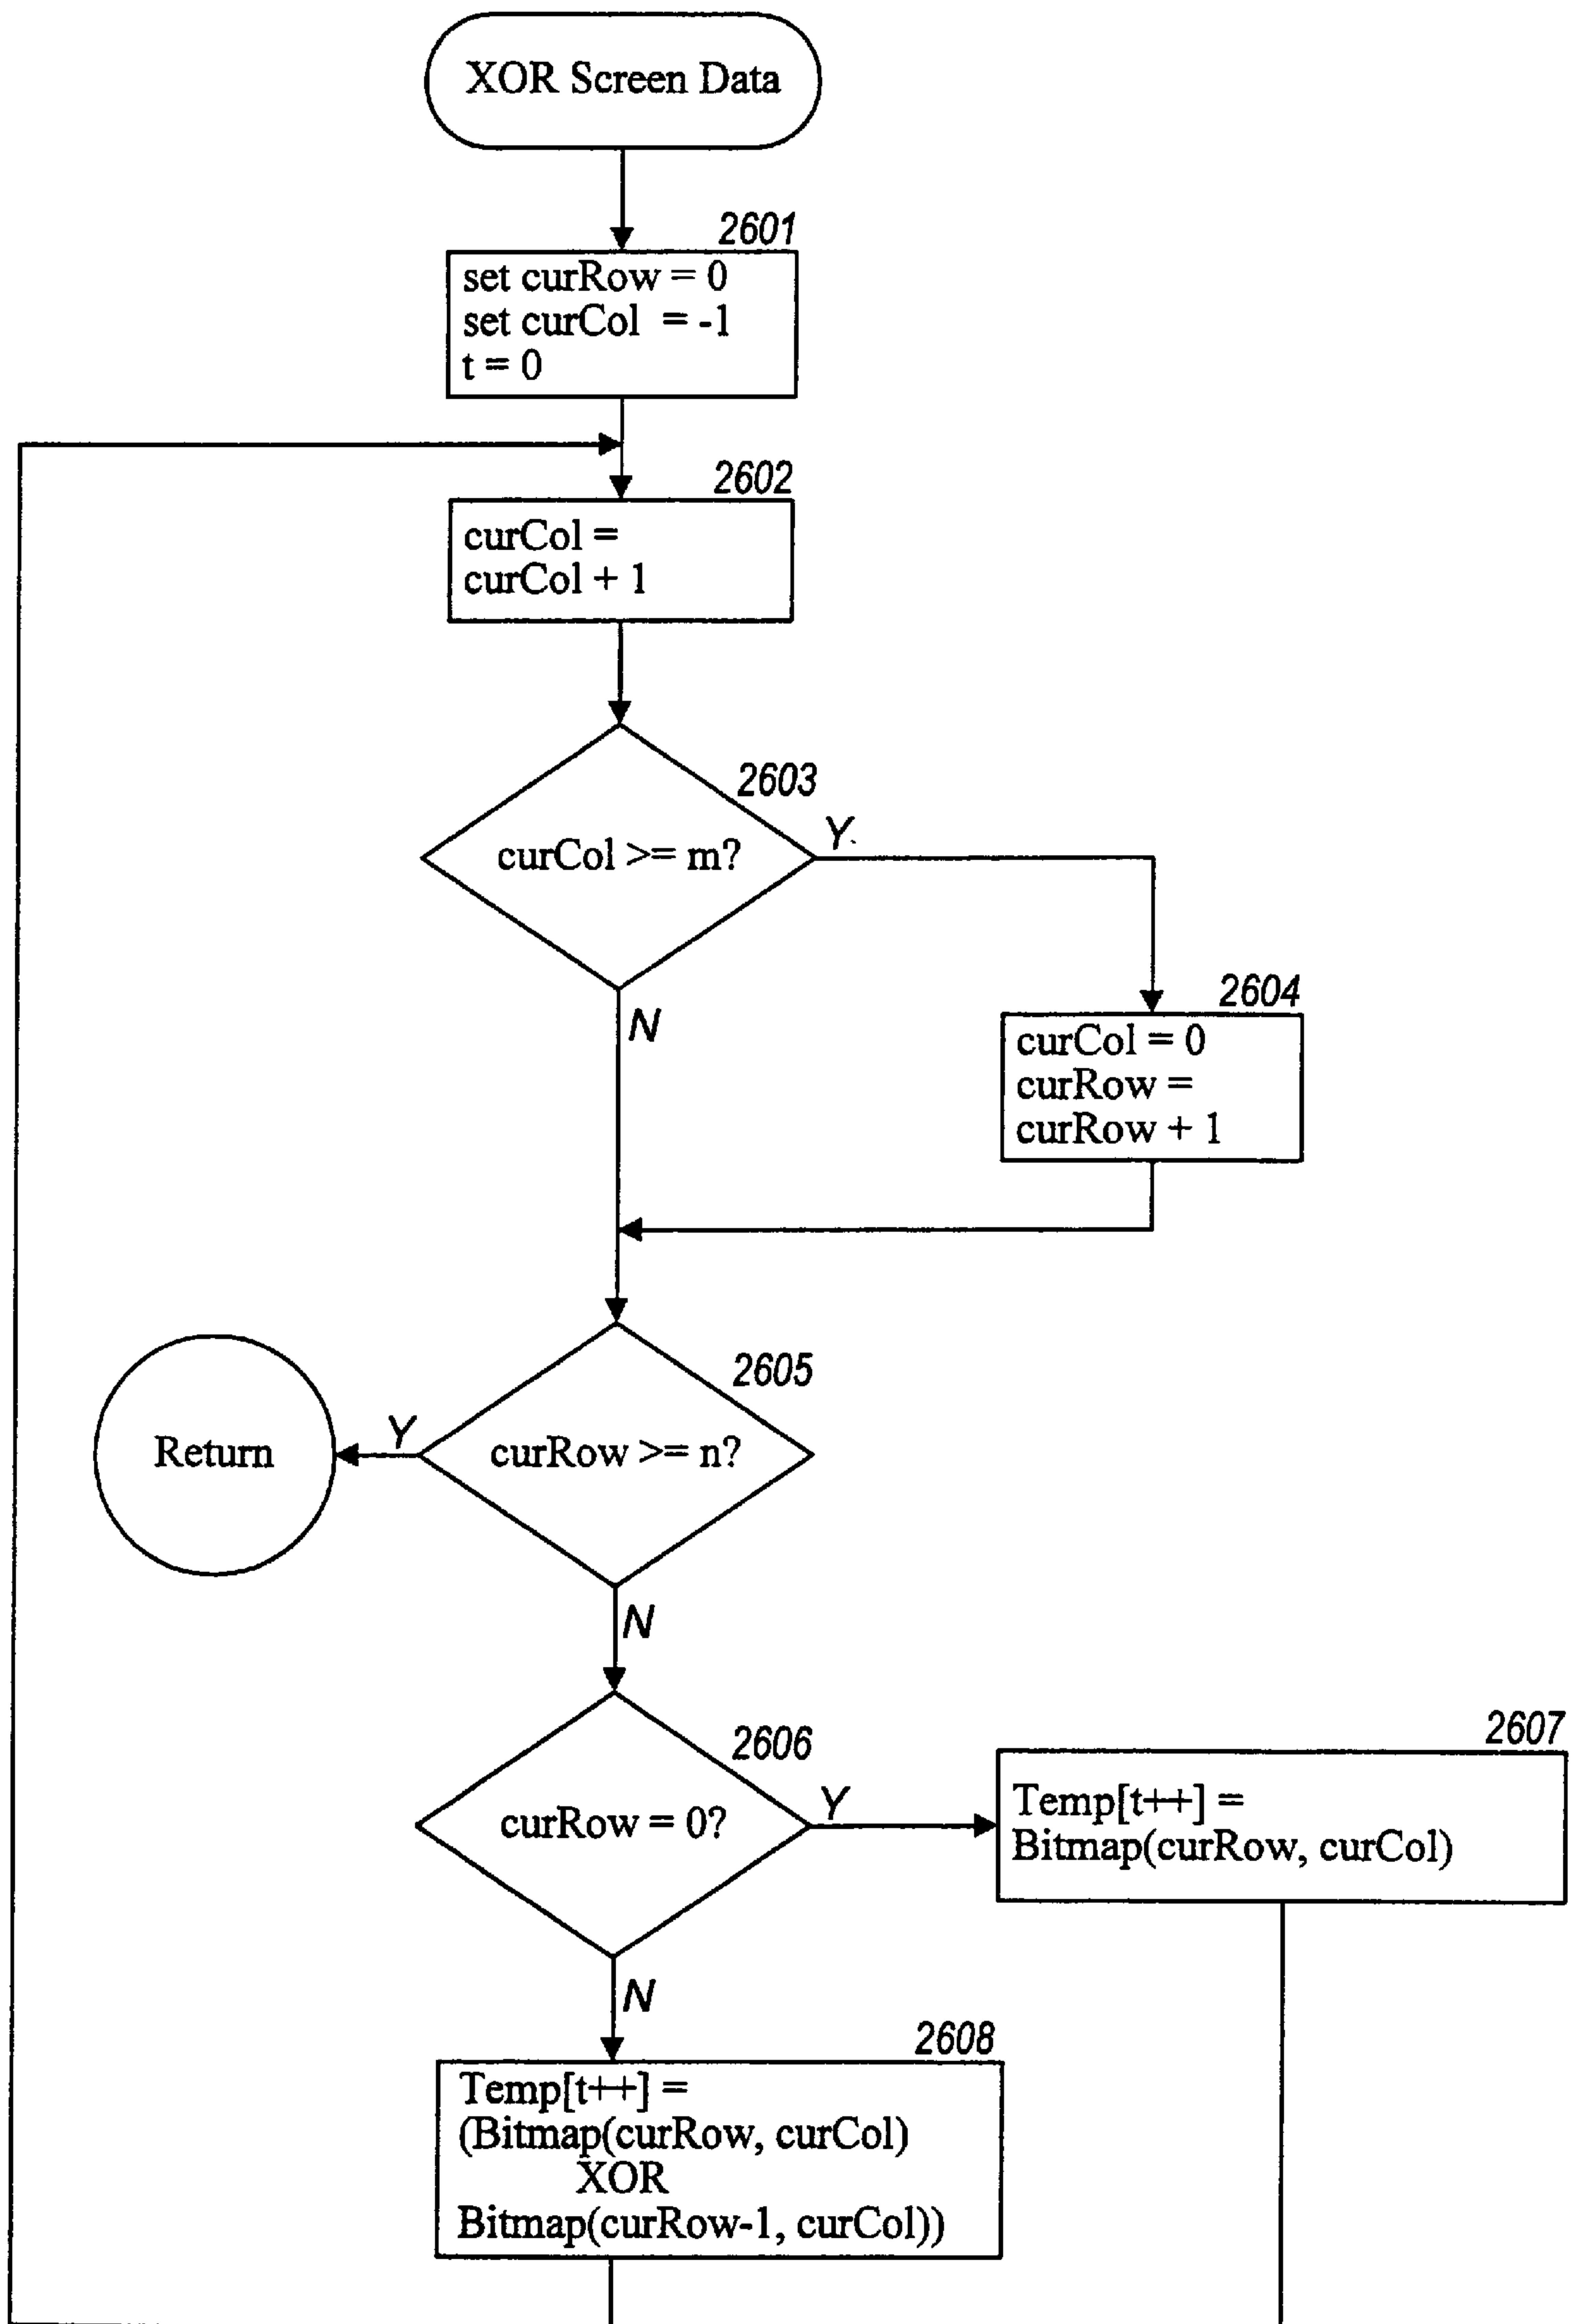 XOR Screen Data
2601
set curRow = 0
set curCol = -1
t = 0
2602
curCol =
curCol + 1
2603
curCol >= m?
Y
N
2604
curCol = 0
curRow =
curRow + 1
2605
curRow >= n?
Y
Return
N
2606
curRow = 0?
Y
2607
Temp[t++] =
Bitmap(curRow, curCol)
N
2608
Temp[t++] =
(Bitmap(curRow, curCol)
XOR
Bitmap(curRow-1, curCol))